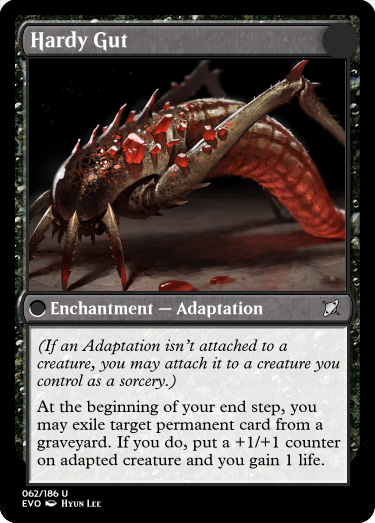 Hardy Gut
Enchantment — Adaptation
(If an Adaptation isn't attached to a
creature, you may attach it to a creature you
control as a sorcery.)
At the beginning of your end step, you
may exile target permanent card from a
graveyard. If you do, put a +1/+1 counter
on adapted creature and you gain 1 life.
062/186 U
EVO Hyun Lee